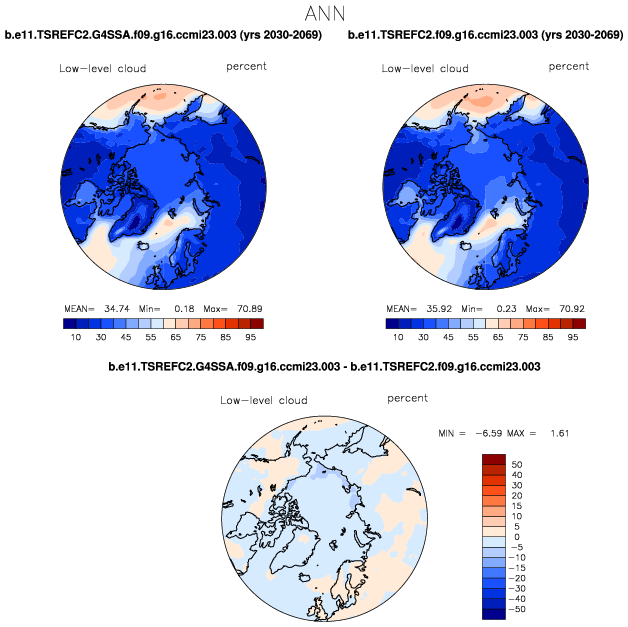 ANN
b.e11.TSREFC2.G4SSA.f09.g16.ccmi23.003 (yrs 2030-2069)
b.e11.TSREFC2.f09.g16.ccmi23.003 (yrs 2030-2069)
Low-level cloud percent
Low-level cloud percent
MEAN= 34.74 Min= 0.18 Max= 70.89
MEAN= 35.92 Min= 0.23 Max= 70.92
10 30 45 55 65 75 85 95
10 30 45 55 65 75 85 95
b.e11.TSREFC2.G4SSA.f09.g16.ccmi23.003 - b.e11.TSREFC2.f09.g16.ccmi23.003
Low-level cloud percent
MIN = -6.59 MAX = 1.61
50
40
30
20
15
10
5
0
-5
-10
-15
-20
-30
-40
-50